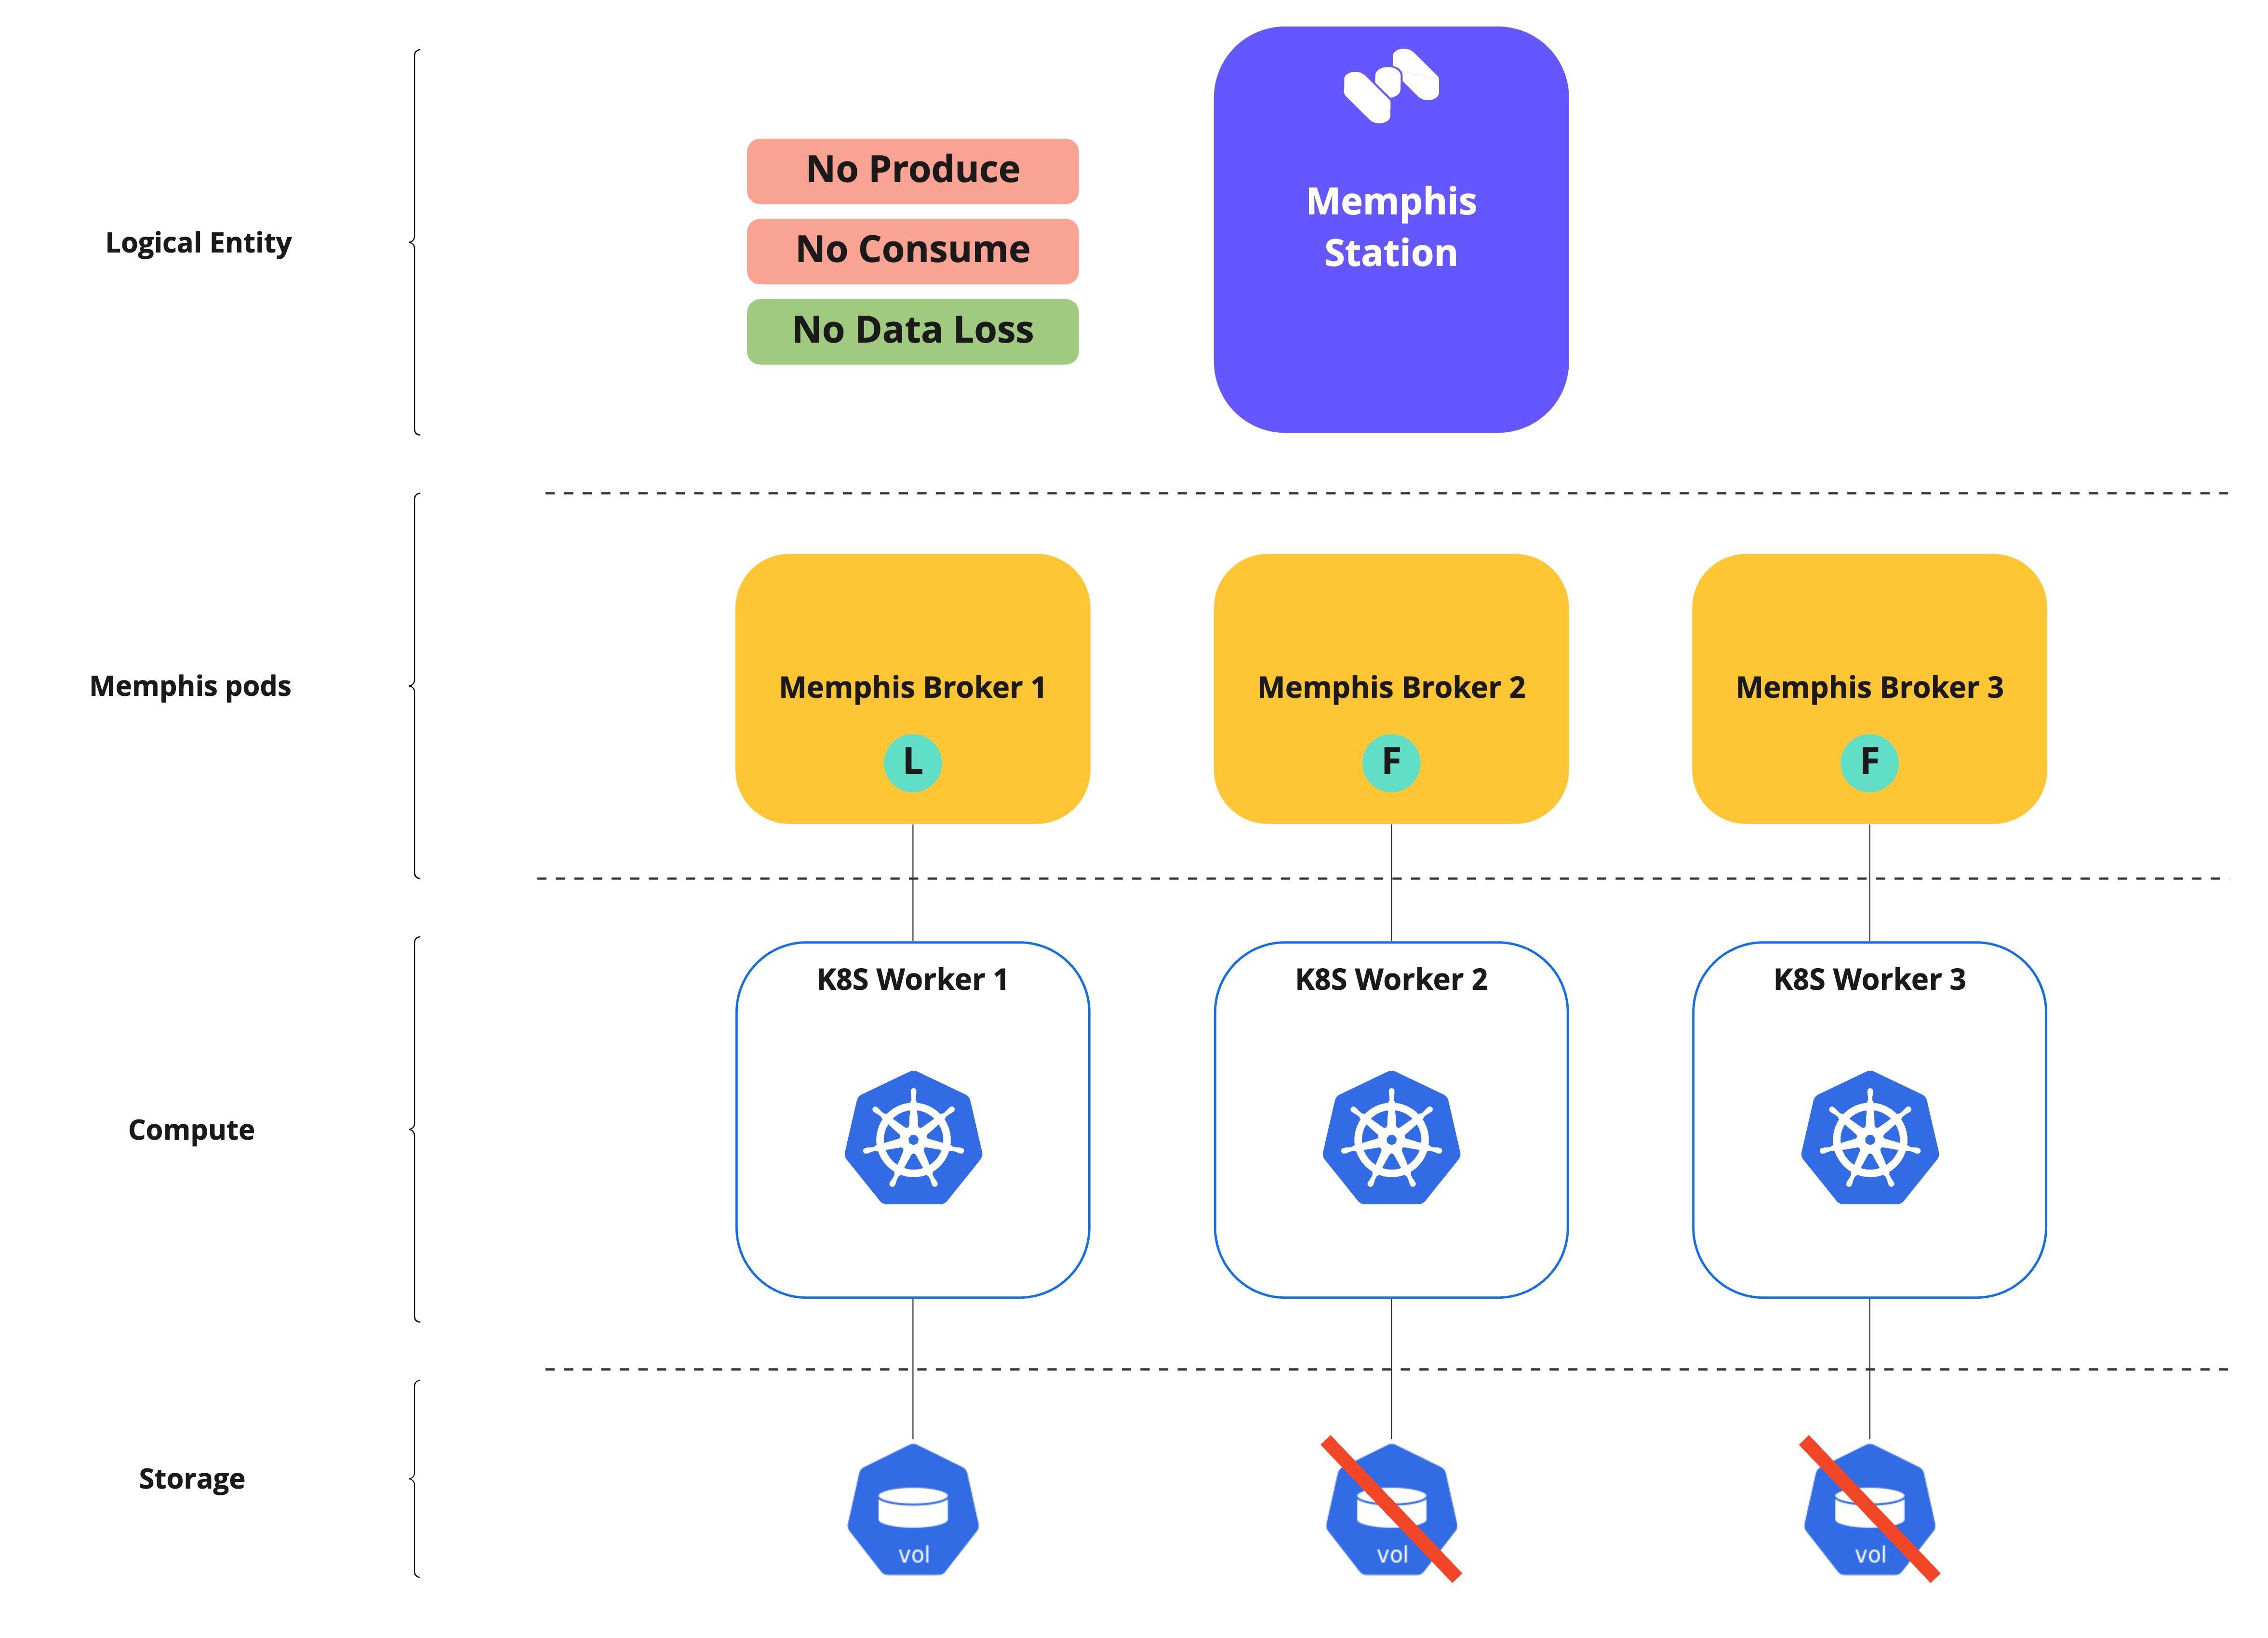 No Produce
No Consume
No Data Loss
Memphis
Station
Logical Entity
Memphis pods
Memphis Broker 1
L
Memphis Broker 2
F
Memphis Broker 3
F
Compute
K8S Worker 1
K8S Worker 2
K8S Worker 3
Storage
vol
vol
vol